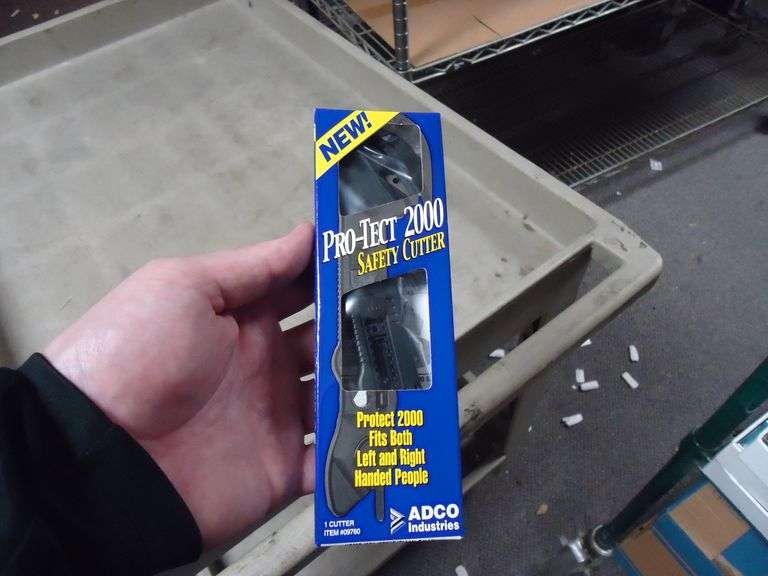 NEW!
PRO-TECT 2000
SAFETY CUTTER
Protect 2000
Fits Both
Left and Right
Handed People
1 CUTTER
ITEM #09760
ADCO
Industries